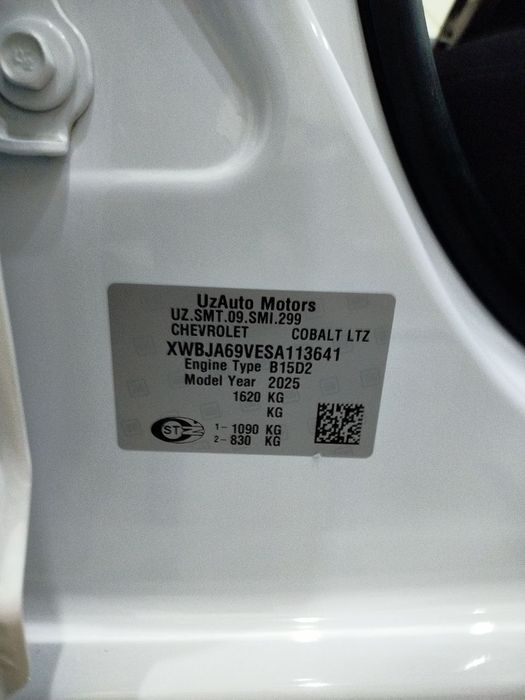 UzAuto Motors
UZ.SMT.09.SMI.299
CHEVROLET COBALT LTZ
XWBJA69VESA113641
Engine Type B15D2
Model Year 2025
1620 KG
KG
ST 1- 1090 KG
2- 830 KG